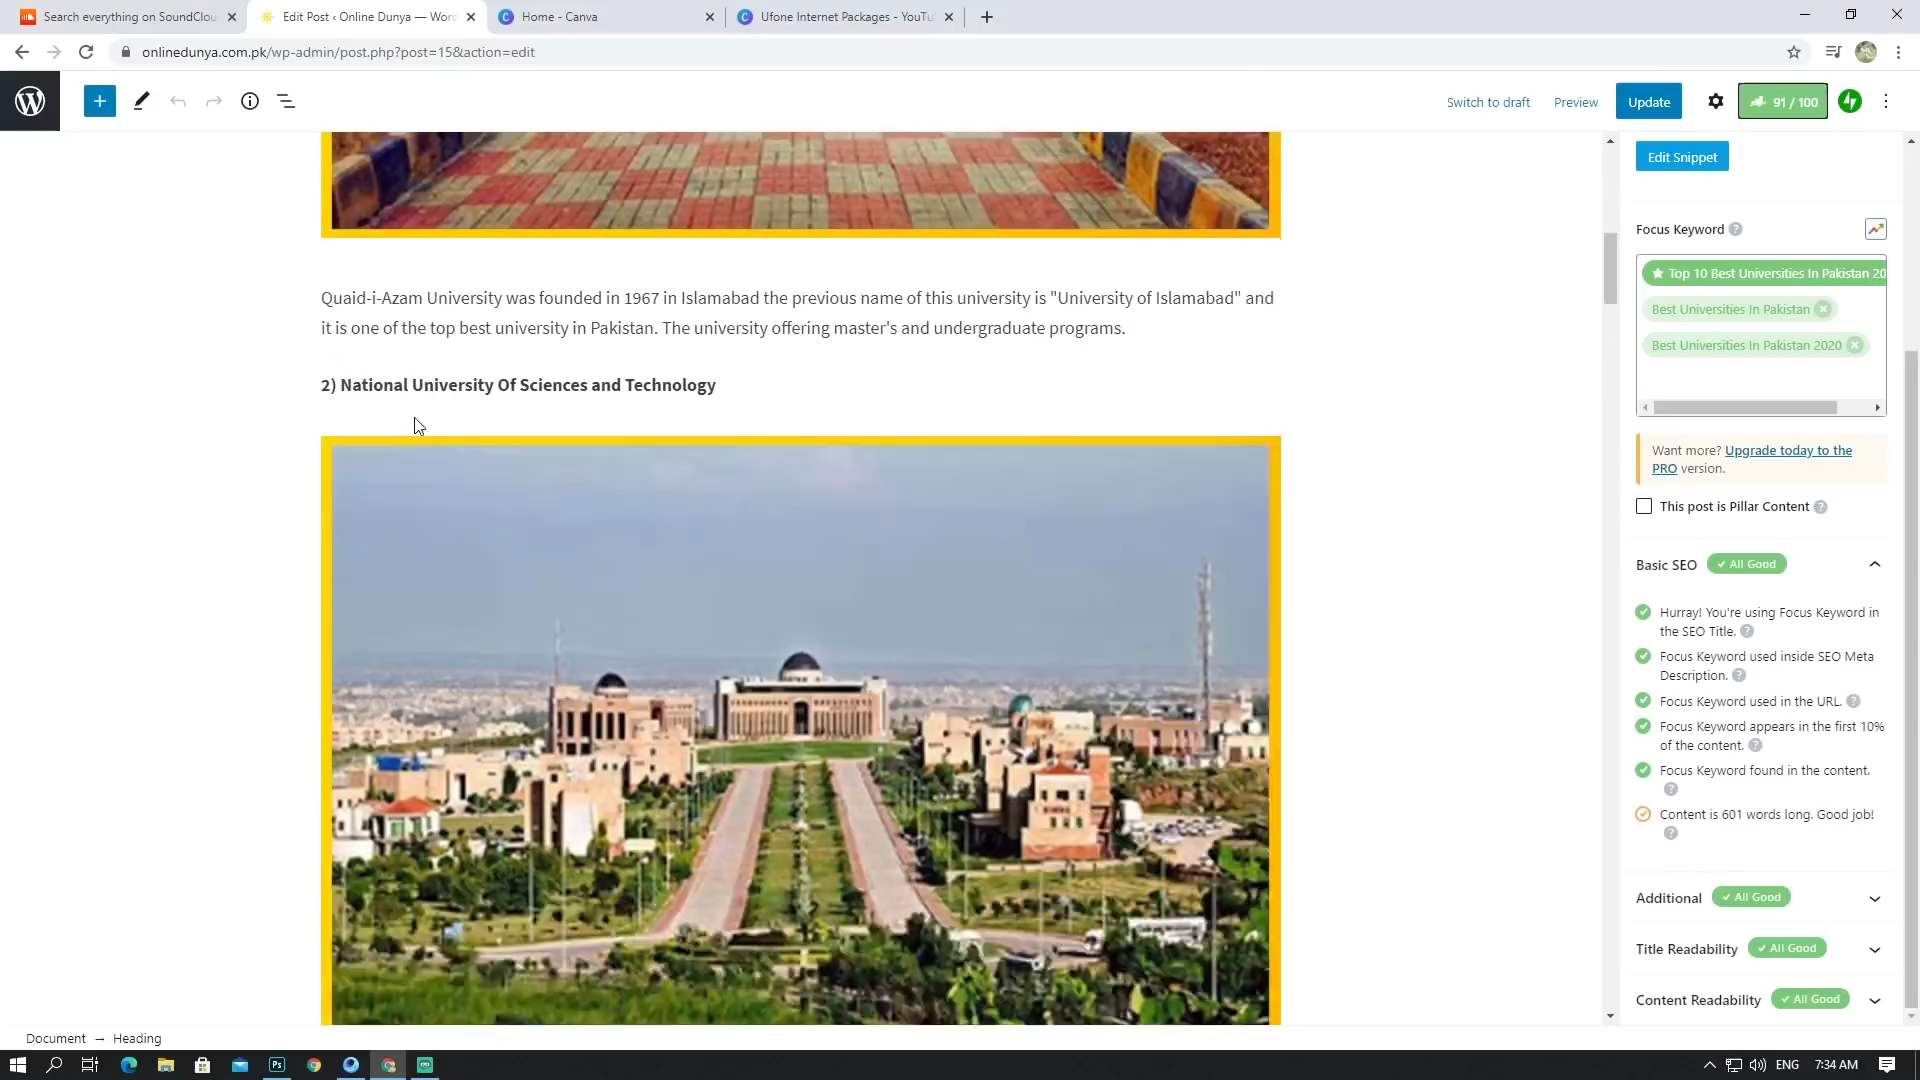 Search everything on SoundClou
Edit Post ‹ Online Dunya — Word
Home - Canva
Ufone Internet Packages - YouTu
onlinedunya.com.pk/wp-admin/post.php?post=15&action=edit
Switch to draft
Preview
Update
91 / 100
Edit Snippet
Focus Keyword
Top 10 Best Universities In Pakistan 20
Best Universities In Pakistan
Best Universities In Pakistan 2020
Want more? Upgrade today to the
PRO version.
This post is Pillar Content
Basic SEO
All Good
Hurray! You're using Focus Keyword in
the SEO Title.
Focus Keyword used inside SEO Meta
Description.
Focus Keyword used in the URL.
Focus Keyword appears in the first 10%
of the content.
Focus Keyword found in the content.
Content is 601 words long. Good job!
Additional
All Good
Title Readability
All Good
Content Readability
All Good
Quaid-i-Azam University was founded in 1967 in Islamabad the previous name of this university is "University of Islamabad" and
it is one of the top best university in Pakistan. The university offering master's and undergraduate programs.
2) National University Of Sciences and Technology
Document → Heading
Ps
ENG
7:34 AM